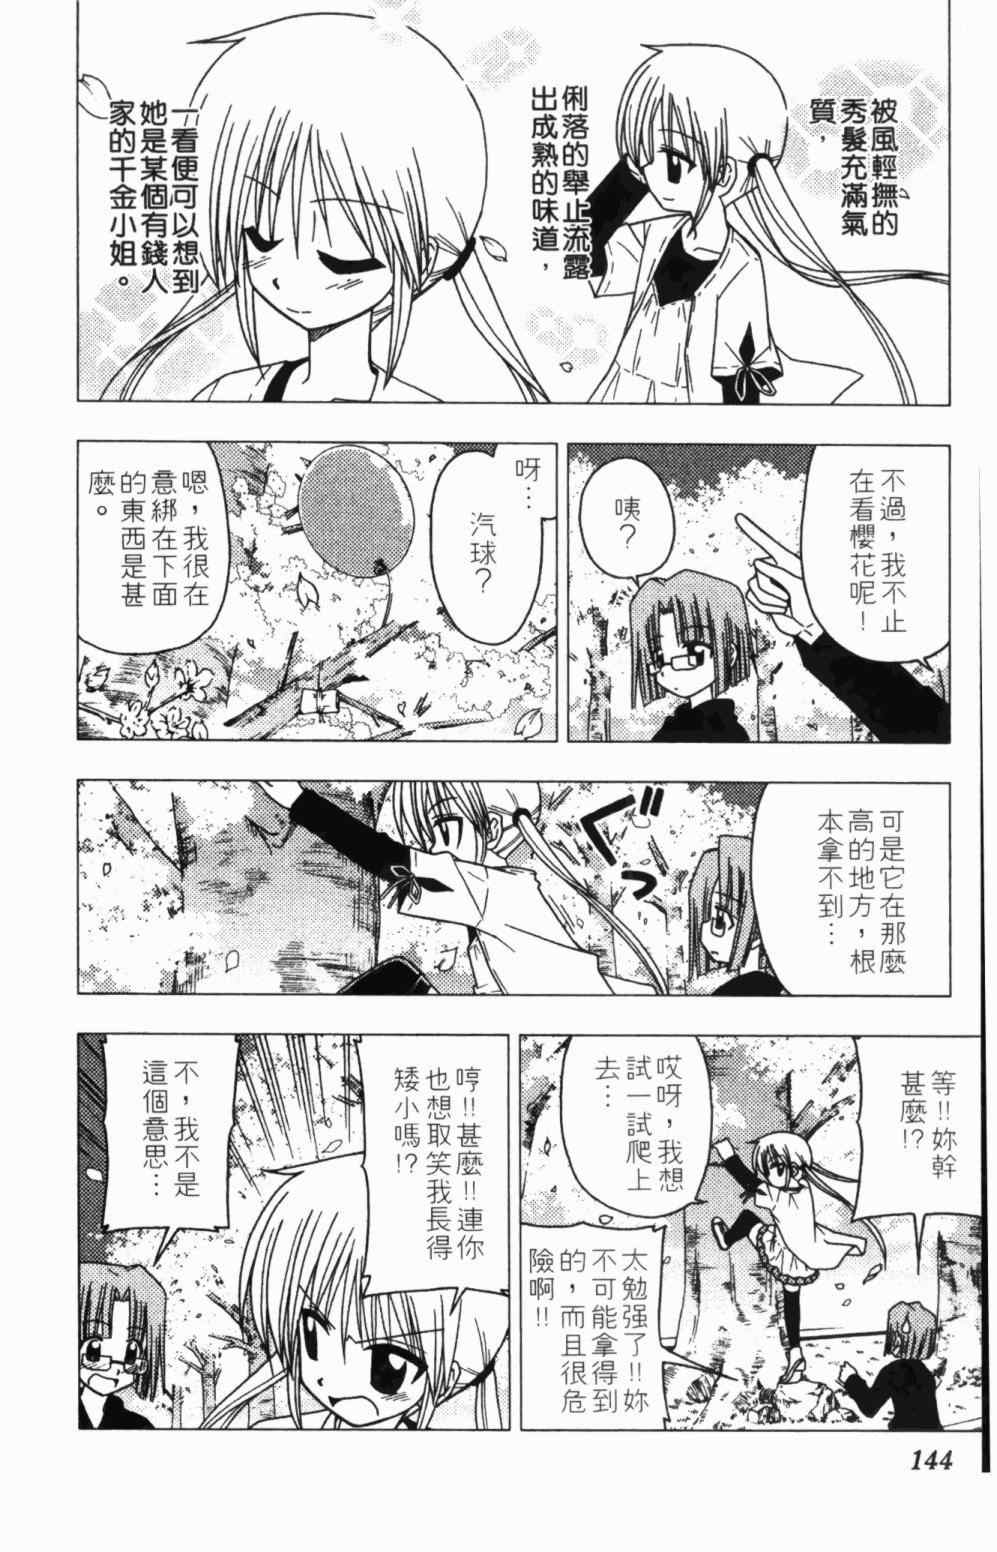 被風輕撫的
秀髮充滿氣
質，
俐落的舉止流露
出成熟的味道，
一看便可以想到
她是某個有錢人
家的千金小姐。
不過，我不止
在看櫻花呢！
咦？
呀…
汽球？
嗯，我很在
意綁在下面
的東西是甚
麼。
可是它在那麼
高的地方，根
本拿不到…
くっ
等!!妳幹
甚麼!?
哎呀，我想
試一試爬上
去…
太勉强了!!妳
不可能拿得到
的，而且很危
險啊!!
哼!!甚麼!!連你
也想取笑我長得
矮小嗎!?
不，我不是
這個意思…
144